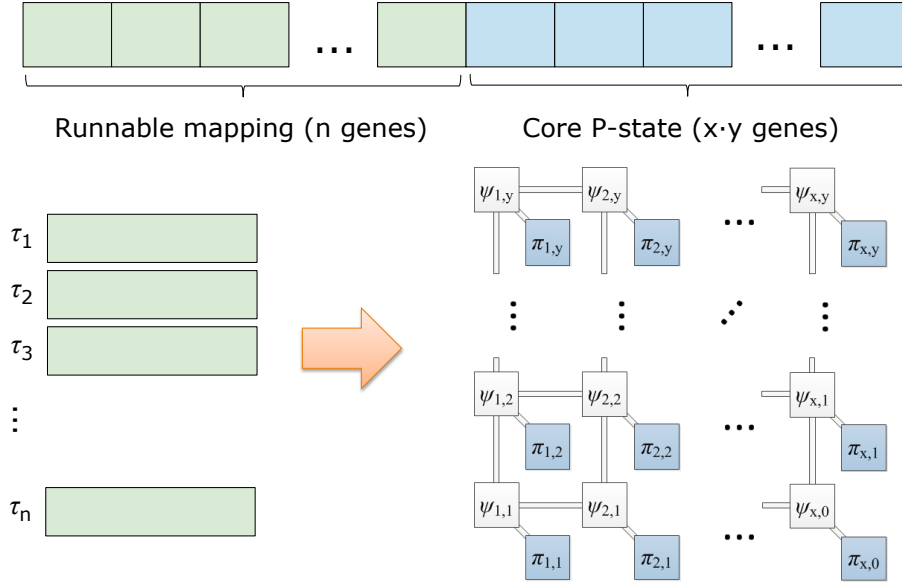 ...
...
Runnable mapping (n genes)
Core P-state (x·y genes)
τ1
τ2
τ3
⋮
τn
ψ1,y
ψ2,y
...
ψx,y
π1,y
π2,y
πx,y
⋮
⋮
⋰
⋮
ψ1,2
ψ2,2
...
ψx,1
π1,2
π2,2
πx,1
ψ1,1
ψ2,1
...
ψx,0
π1,1
π2,1
πx,0